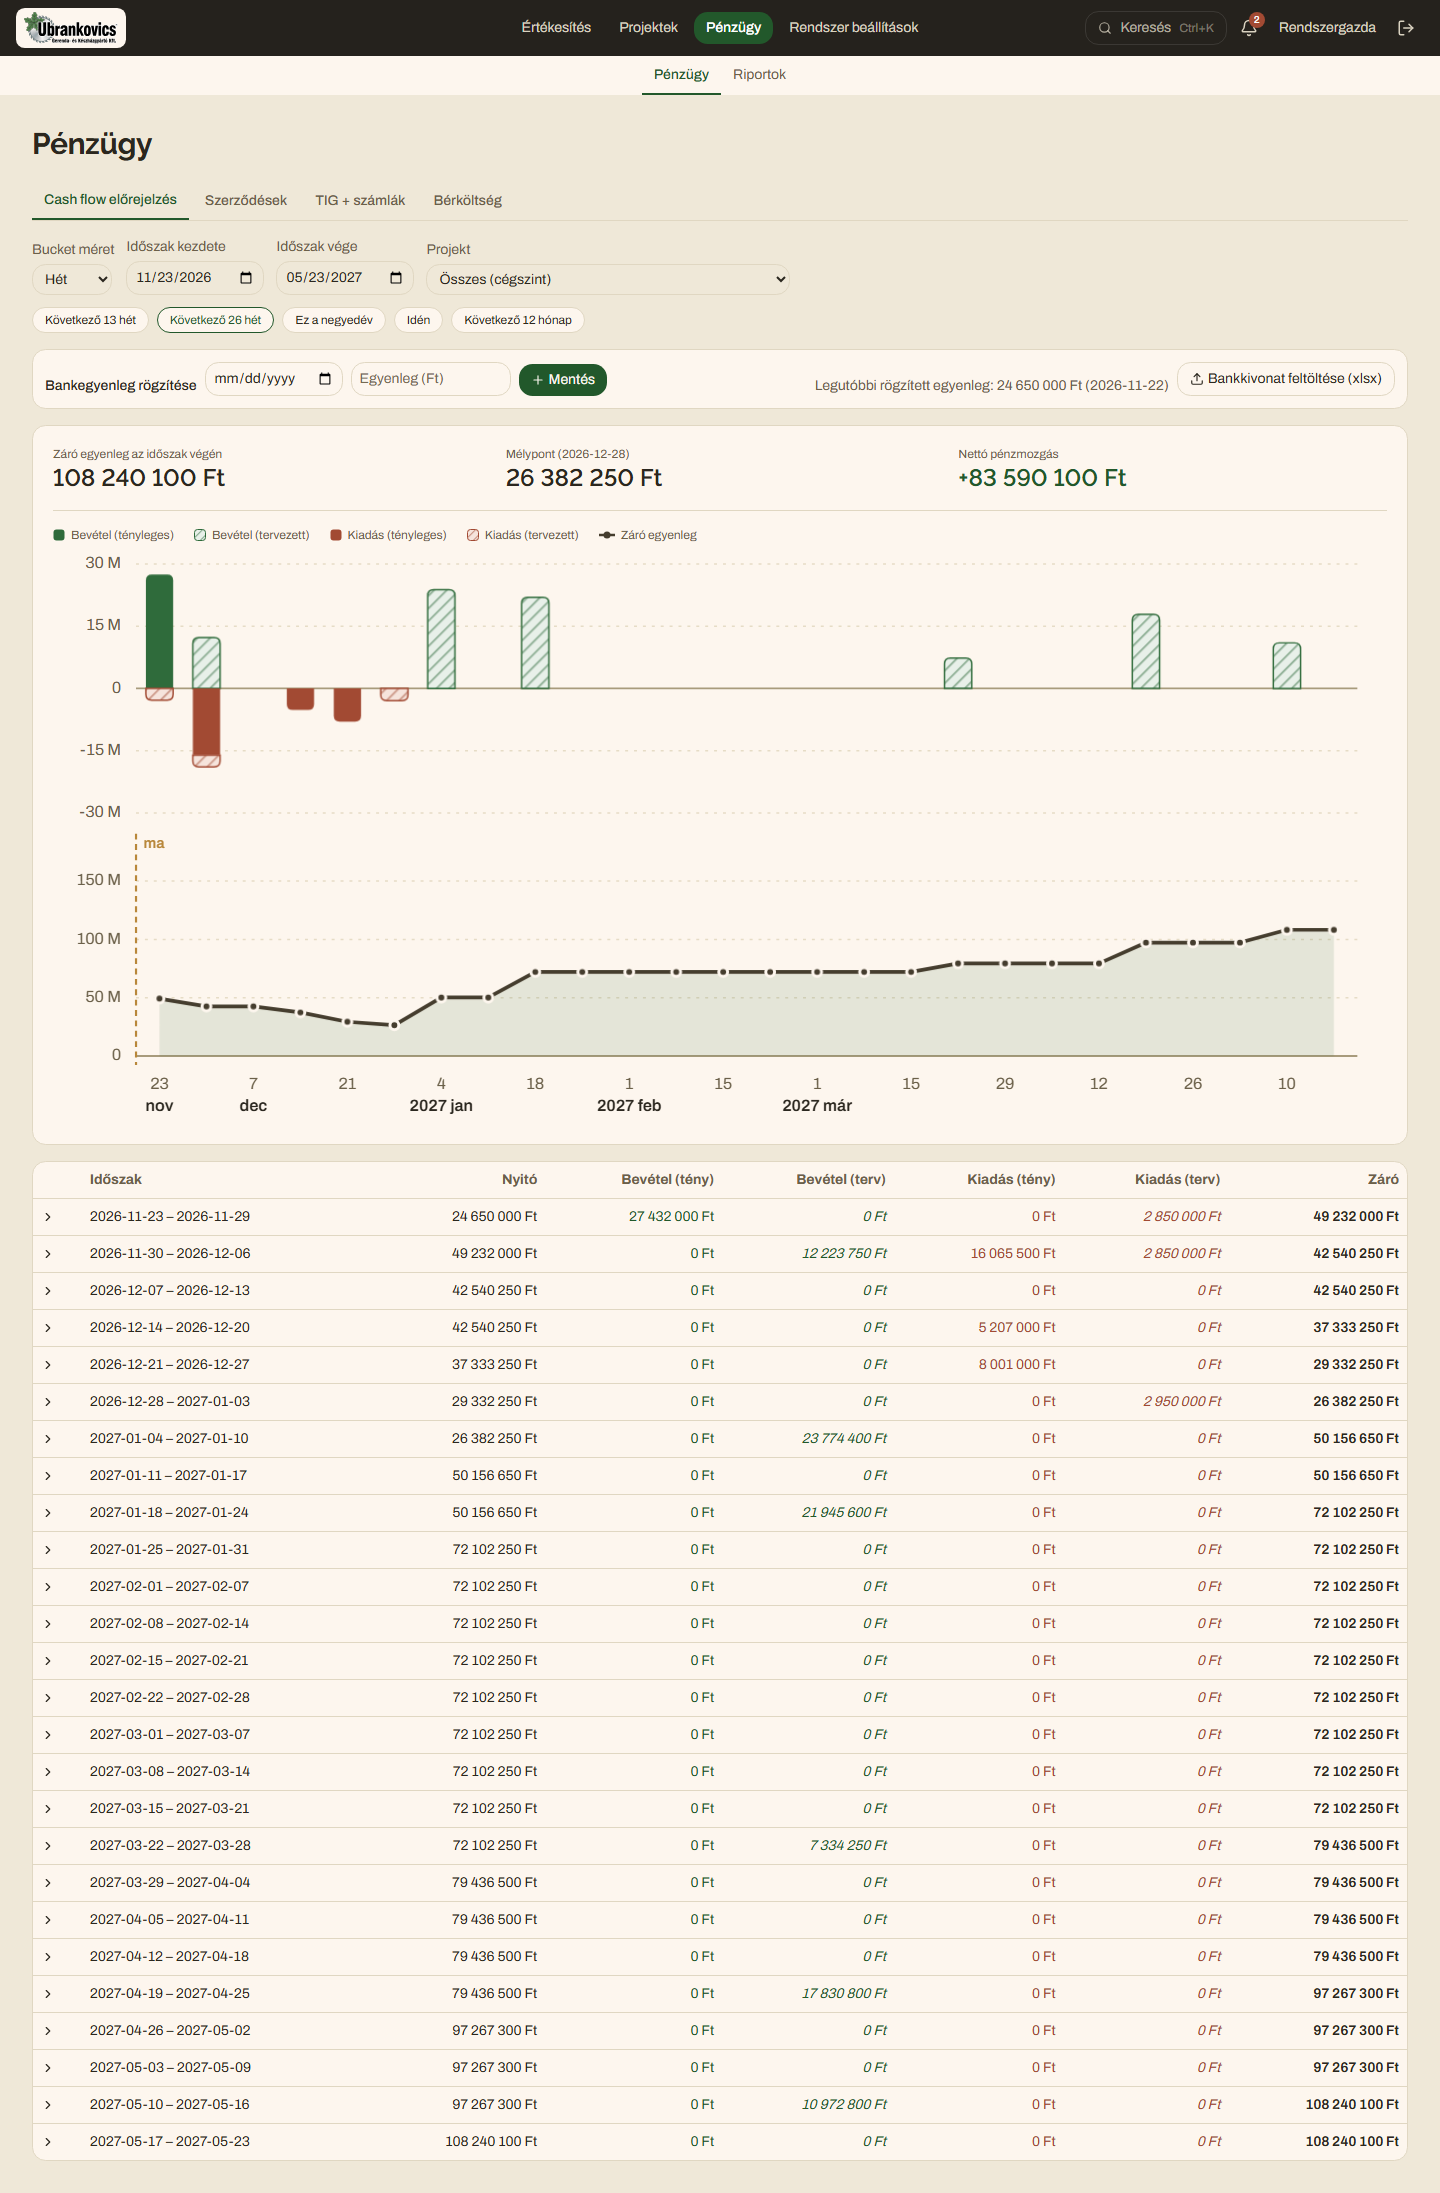 Ubrankovics
Gerenda- és Készházgyártó Kft.
Értékesítés Projektek Pénzügy Rendszer beállítások Keresés Ctrl+K 2 Rendszergazda
Pénzügy Riportok
Pénzügy
Cash flow előrejelzés Szerződések TIG + számlák Bérköltség
Bucket méret Időszak kezdete Időszak vége Projekt
Hét 11/23/2026 05/23/2027 Összes (cégszint)
Következő 13 hét Következő 26 hét Ez a negyedév Idén Következő 12 hónap
Bankegyenleg rögzítése mm/dd/yyyy Egyenleg (Ft) + Mentés Legutóbbi rögzített egyenleg: 24 650 000 Ft (2026-11-22) Bankkivonat feltöltése (xlsx)
Záró egyenleg az időszak végén Mélypont (2026-12-28) Nettó pénzmozgás
108 240 100 Ft 26 382 250 Ft +83 590 100 Ft
Bevétel (tényleges) Bevétel (tervezett) Kiadás (tényleges) Kiadás (tervezett) Záró egyenleg
30 M
15 M
0
-15 M
-30 M
ma
150 M
100 M
50 M
0
23 7 21 4 18 1 15 1 15 29 12 26 10
nov dec 2027 jan 2027 feb 2027 már
Időszak Nyitó Bevétel (tény) Bevétel (terv) Kiadás (tény) Kiadás (terv) Záró
2026-11-23 – 2026-11-29 24 650 000 Ft 27 432 000 Ft 0 Ft 0 Ft 2 850 000 Ft 49 232 000 Ft
2026-11-30 – 2026-12-06 49 232 000 Ft 0 Ft 12 223 750 Ft 16 065 500 Ft 2 850 000 Ft 42 540 250 Ft
2026-12-07 – 2026-12-13 42 540 250 Ft 0 Ft 0 Ft 0 Ft 0 Ft 42 540 250 Ft
2026-12-14 – 2026-12-20 42 540 250 Ft 0 Ft 0 Ft 5 207 000 Ft 0 Ft 37 333 250 Ft
2026-12-21 – 2026-12-27 37 333 250 Ft 0 Ft 0 Ft 8 001 000 Ft 0 Ft 29 332 250 Ft
2026-12-28 – 2027-01-03 29 332 250 Ft 0 Ft 0 Ft 0 Ft 2 950 000 Ft 26 382 250 Ft
2027-01-04 – 2027-01-10 26 382 250 Ft 0 Ft 23 774 400 Ft 0 Ft 0 Ft 50 156 650 Ft
2027-01-11 – 2027-01-17 50 156 650 Ft 0 Ft 0 Ft 0 Ft 0 Ft 50 156 650 Ft
2027-01-18 – 2027-01-24 50 156 650 Ft 0 Ft 21 945 600 Ft 0 Ft 0 Ft 72 102 250 Ft
2027-01-25 – 2027-01-31 72 102 250 Ft 0 Ft 0 Ft 0 Ft 0 Ft 72 102 250 Ft
2027-02-01 – 2027-02-07 72 102 250 Ft 0 Ft 0 Ft 0 Ft 0 Ft 72 102 250 Ft
2027-02-08 – 2027-02-14 72 102 250 Ft 0 Ft 0 Ft 0 Ft 0 Ft 72 102 250 Ft
2027-02-15 – 2027-02-21 72 102 250 Ft 0 Ft 0 Ft 0 Ft 0 Ft 72 102 250 Ft
2027-02-22 – 2027-02-28 72 102 250 Ft 0 Ft 0 Ft 0 Ft 0 Ft 72 102 250 Ft
2027-03-01 – 2027-03-07 72 102 250 Ft 0 Ft 0 Ft 0 Ft 0 Ft 72 102 250 Ft
2027-03-08 – 2027-03-14 72 102 250 Ft 0 Ft 0 Ft 0 Ft 0 Ft 72 102 250 Ft
2027-03-15 – 2027-03-21 72 102 250 Ft 0 Ft 0 Ft 0 Ft 0 Ft 72 102 250 Ft
2027-03-22 – 2027-03-28 72 102 250 Ft 0 Ft 7 334 250 Ft 0 Ft 0 Ft 79 436 500 Ft
2027-03-29 – 2027-04-04 79 436 500 Ft 0 Ft 0 Ft 0 Ft 0 Ft 79 436 500 Ft
2027-04-05 – 2027-04-11 79 436 500 Ft 0 Ft 0 Ft 0 Ft 0 Ft 79 436 500 Ft
2027-04-12 – 2027-04-18 79 436 500 Ft 0 Ft 0 Ft 0 Ft 0 Ft 79 436 500 Ft
2027-04-19 – 2027-04-25 79 436 500 Ft 0 Ft 17 830 800 Ft 0 Ft 0 Ft 97 267 300 Ft
2027-04-26 – 2027-05-02 97 267 300 Ft 0 Ft 0 Ft 0 Ft 0 Ft 97 267 300 Ft
2027-05-03 – 2027-05-09 97 267 300 Ft 0 Ft 0 Ft 0 Ft 0 Ft 97 267 300 Ft
2027-05-10 – 2027-05-16 97 267 300 Ft 0 Ft 10 972 800 Ft 0 Ft 0 Ft 108 240 100 Ft
2027-05-17 – 2027-05-23 108 240 100 Ft 0 Ft 0 Ft 0 Ft 0 Ft 108 240 100 Ft